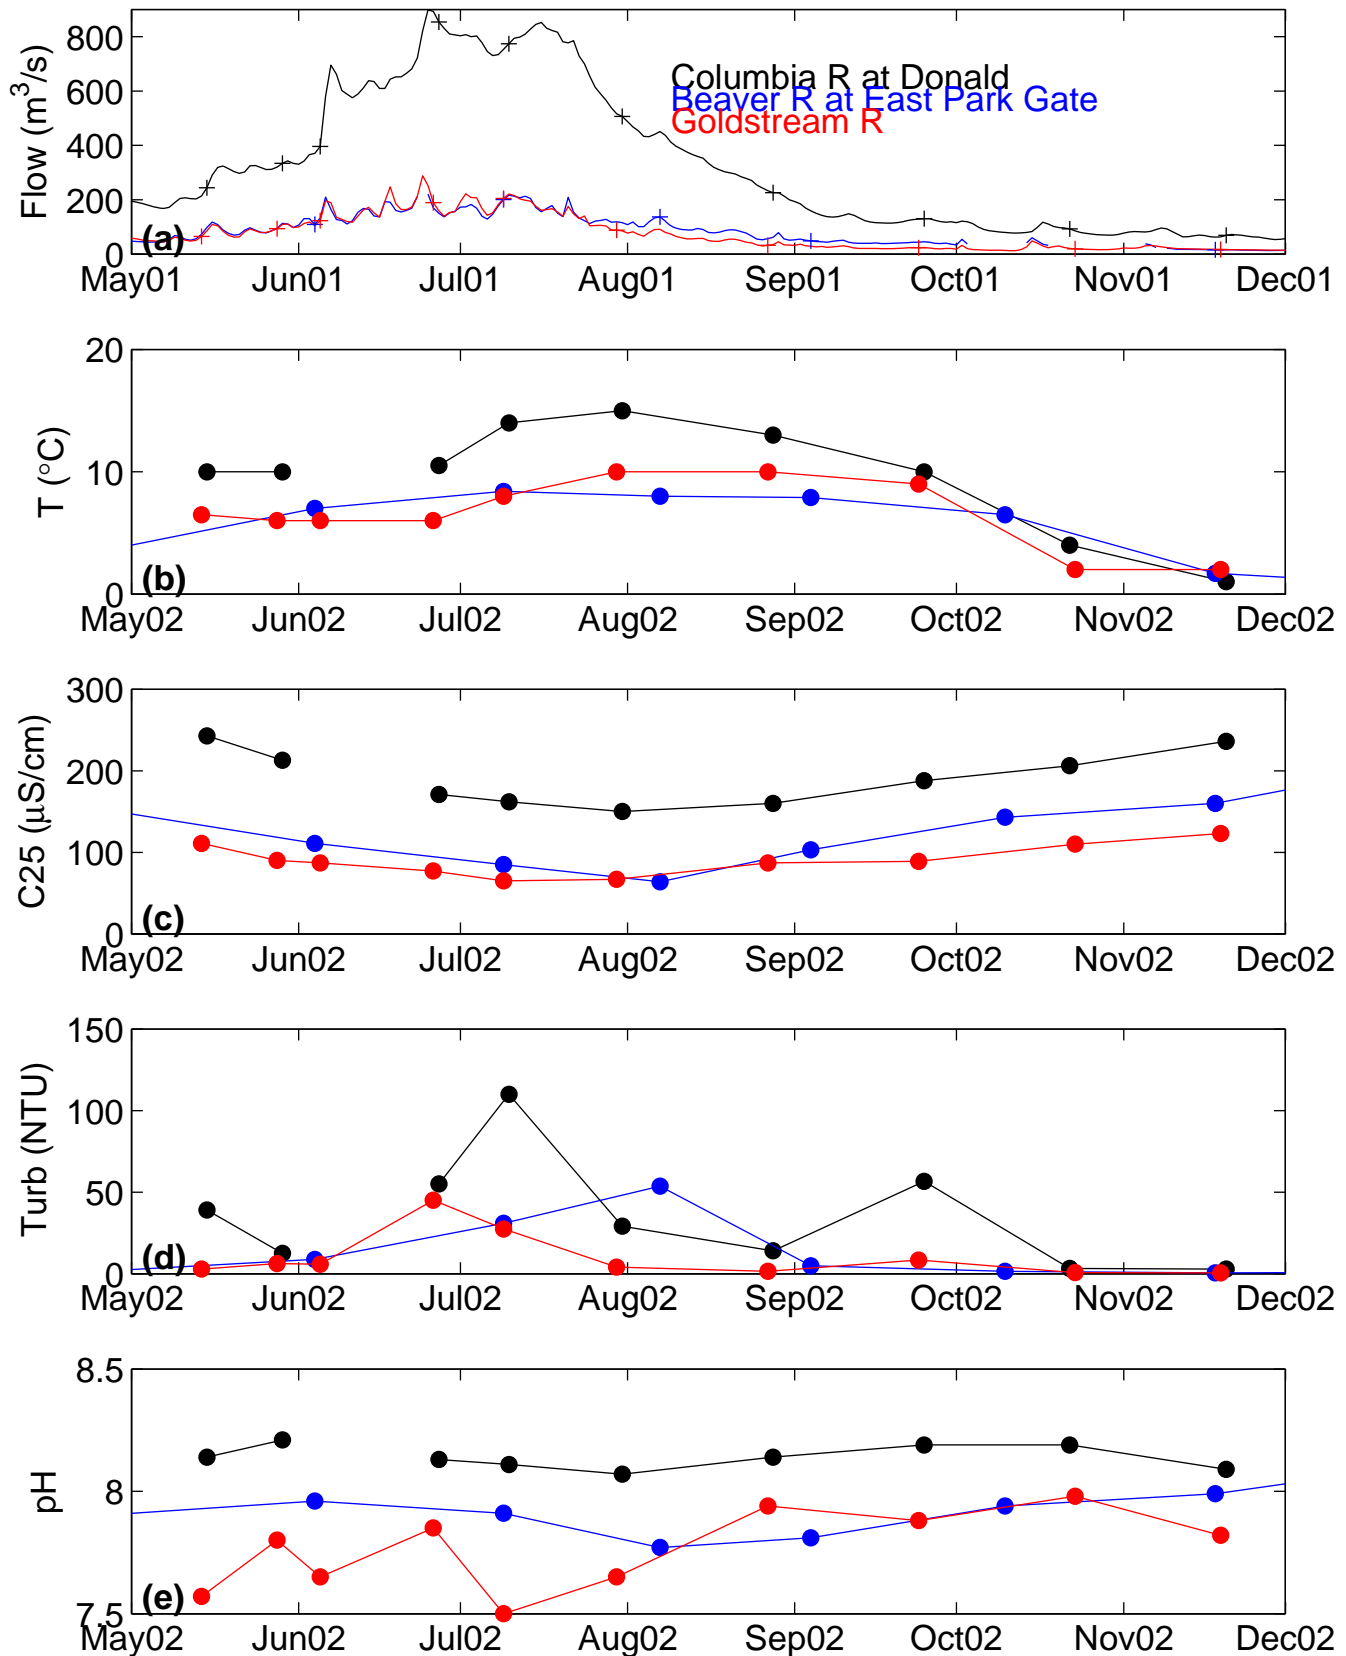 800
600
400
200
0
Flow (m³/s)
Columbia R at Donald
Beaver R at East Park Gate
Goldstream R
(a)
May01 Jun01 Jul01 Aug01 Sep01 Oct01 Nov01 Dec01
20
10
0
T (°C)
(b)
May02 Jun02 Jul02 Aug02 Sep02 Oct02 Nov02 Dec02
300
200
100
0
C25 (μS/cm)
(c)
May02 Jun02 Jul02 Aug02 Sep02 Oct02 Nov02 Dec02
150
100
50
0
Turb (NTU)
(d)
May02 Jun02 Jul02 Aug02 Sep02 Oct02 Nov02 Dec02
8.5
8
7.5
pH
(e)
May02 Jun02 Jul02 Aug02 Sep02 Oct02 Nov02 Dec02